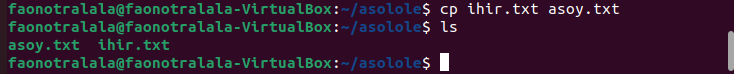 faonotralala@faonotralala-VirtualBox:~/asolole$ cp ihir.txt asoy.txt
faonotralala@faonotralala-VirtualBox:~/asolole$ ls
asoy.txt  ihir.txt
faonotralala@faonotralala-VirtualBox:~/asolole$